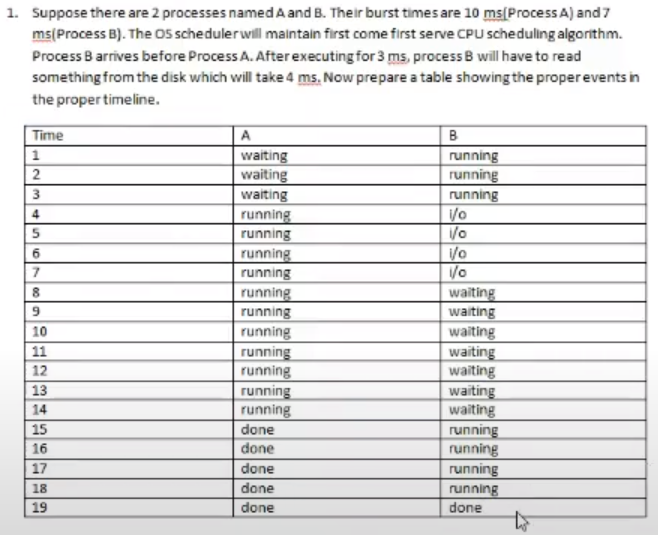 1. Suppose there are 2 processes named A and B. Their burst times are 10 ms(Process A) and 7
ms(Process B). The OS scheduler will maintain first come first serve CPU scheduling algorithm.
Process B arrives before Process A. After executing for 3 ms, process B will have to read
something from the disk which will take 4 ms. Now prepare a table showing the proper events in
the proper timeline.
Time A B
1 waiting running
2 waiting running
3 waiting running
4 running i/o
5 running i/o
6 running i/o
7 running i/o
8 running waiting
9 running waiting
10 running waiting
11 running waiting
12 running waiting
13 running waiting
14 running waiting
15 done running
16 done running
17 done running
18 done running
19 done done